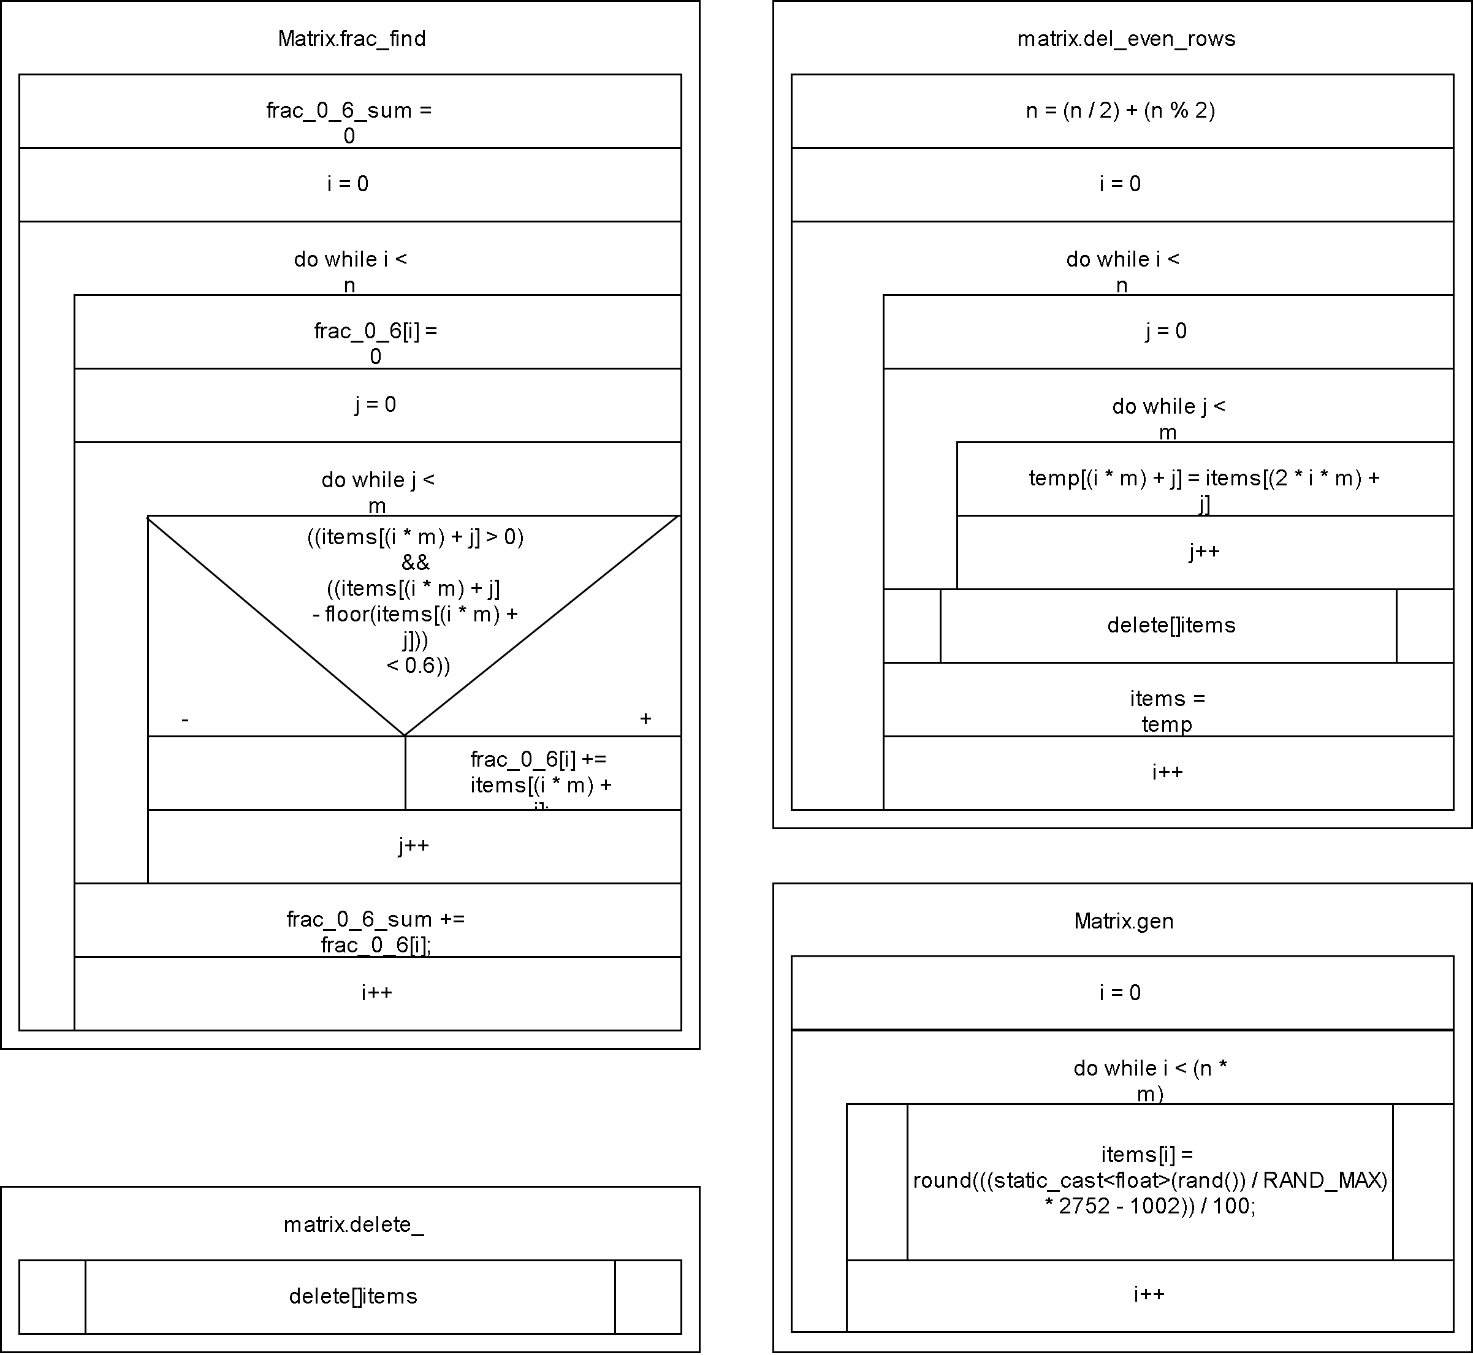 Matrix.frac_find
frac_0_6_sum =
0
i = 0
do while i <
n
frac_0_6[i] =
0
j = 0
do while j <
m
((items[(i * m) + j] > 0)
&&
((items[(i * m) + j]
- floor(items[(i * m) +
j]))
< 0.6))
-
+
frac_0_6[i] +=
items[(i * m) +
j++
frac_0_6_sum +=
frac_0_6[i];
i++
matrix.delete_
delete[]items
matrix.del_even_rows
n = (n / 2) + (n % 2)
i = 0
do while i <
n
j = 0
do while j <
m
temp[(i * m) + j] = items[(2 * i * m) +
j]
j++
delete[]items
items =
temp
i++
Matrix.gen
i = 0
do while i < (n *
m)
items[i] =
round(((static_cast<float>(rand()) / RAND_MAX)
* 2752 - 1002)) / 100;
i++